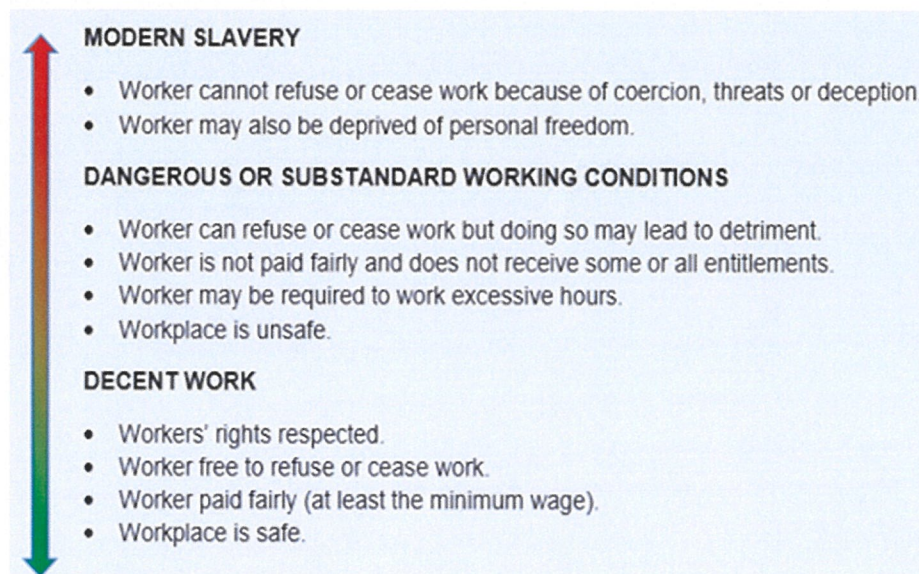 MODERN SLAVERY
• Worker cannot refuse or cease work because of coercion, threats or deception
• Worker may also be deprived of personal freedom.
DANGEROUS OR SUBSTANDARD WORKING CONDITIONS
• Worker can refuse or cease work but doing so may lead to detriment.
• Worker is not paid fairly and does not receive some or all entitlements.
• Worker may be required to work excessive hours.
• Workplace is unsafe.
DECENT WORK
• Workers' rights respected.
• Worker free to refuse or cease work.
• Worker paid fairly (at least the minimum wage).
• Workplace is safe.